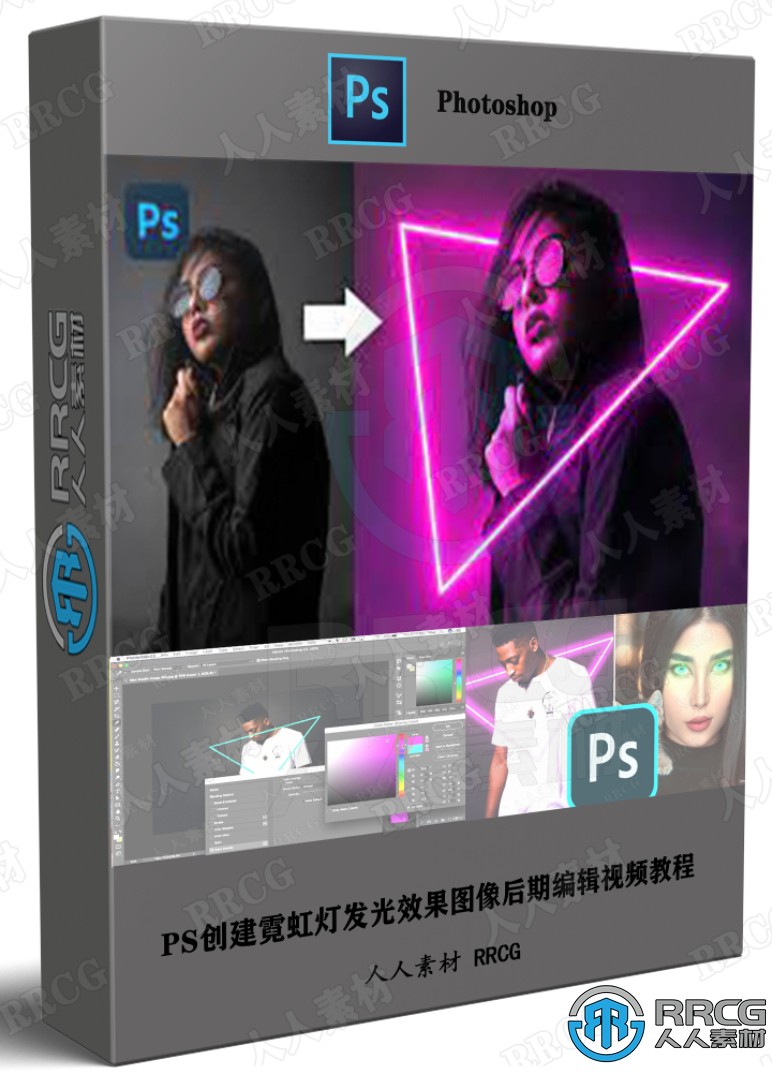 Ps
Photoshop
Ps
RRCG
人人素材
Ps
PS创建霓虹灯发光效果图像后期编辑视频教程
人人素材 RRCG
RRCG
人人素材